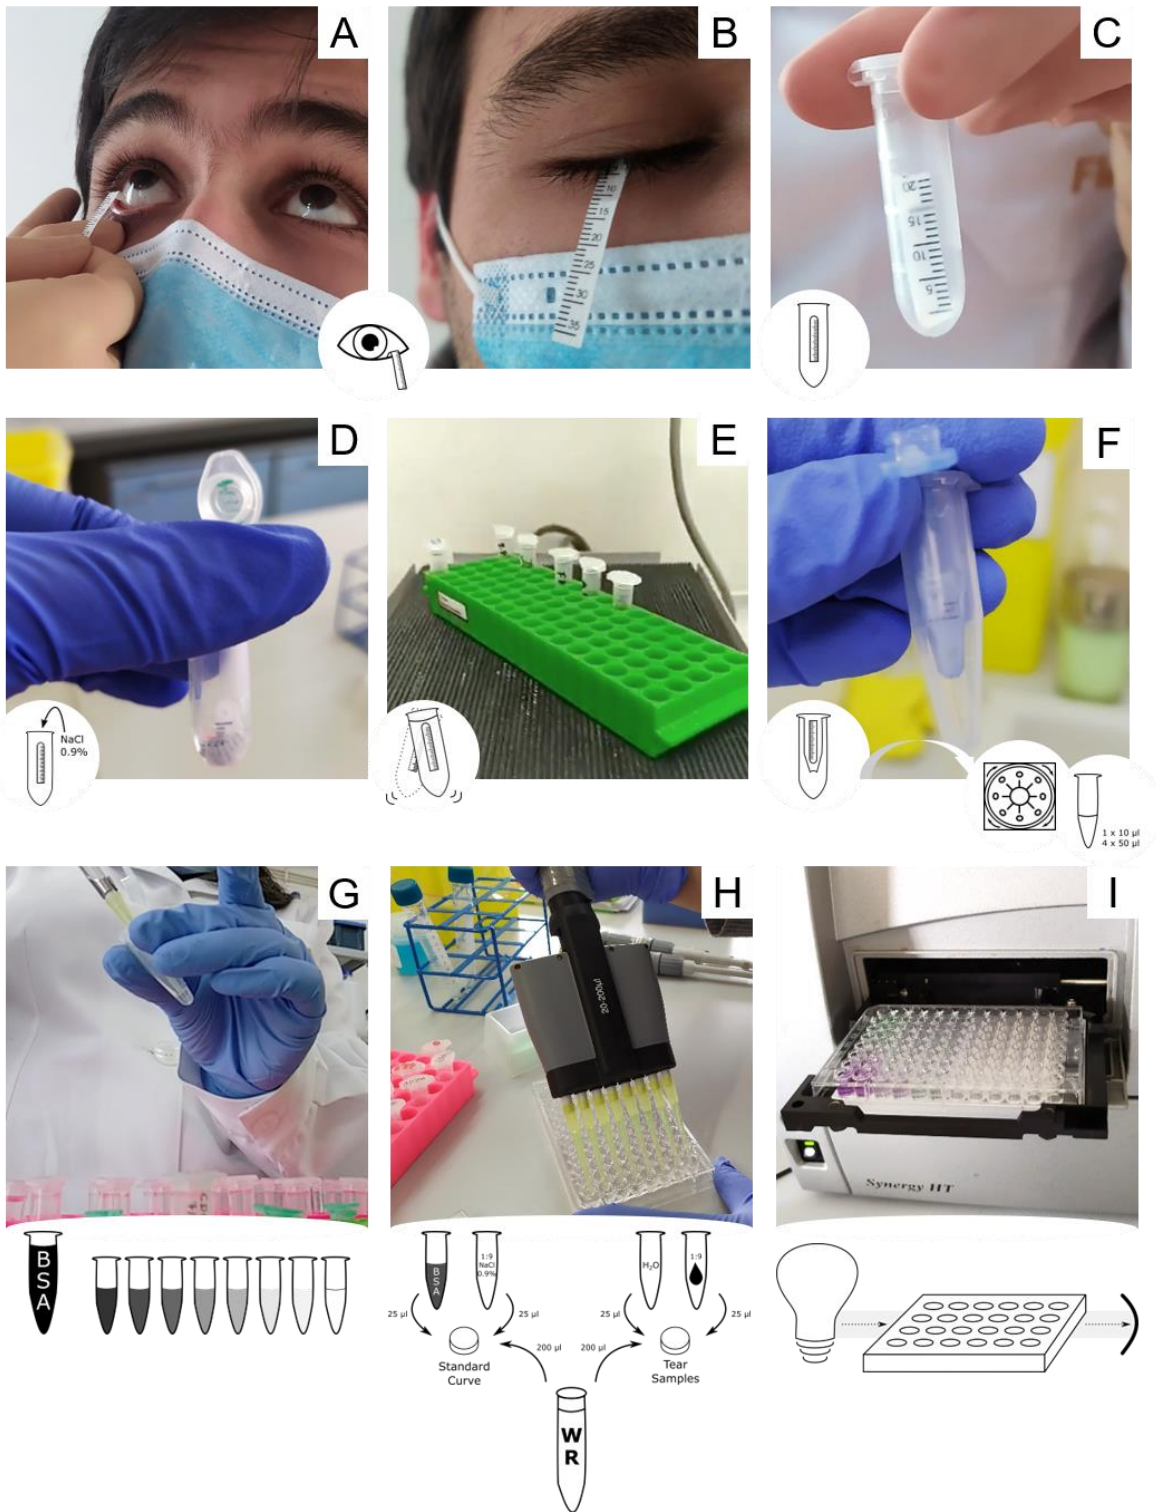 A
B
C
10
15
20
25
30
35
20
15
10
5
D
E
F
NaCl
0.9%
1 x 10 µl
4 x 50 µl
G
H
I
20-200µl
Synergy HT
BSA
BSA
1:9
NaCl
0.9%
H₂O
1:9
25 µl
25 µl
25 µl
25 µl
200 µl
200 µl
Standard
Curve
Tear
Samples
WR